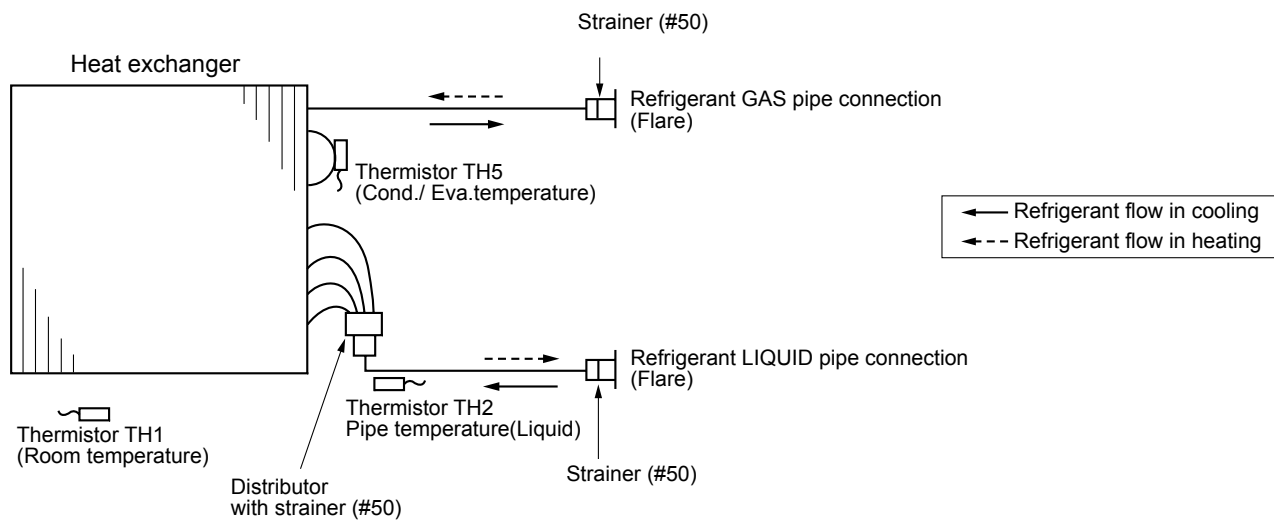 Strainer (#50)
Heat exchanger
Refrigerant GAS pipe connection
(Flare)
Thermistor TH5
(Cond./ Eva.temperature)
Refrigerant flow in cooling
Refrigerant flow in heating
Refrigerant LIQUID pipe connection
(Flare)
Thermistor TH2
Pipe temperature(Liquid)
Thermistor TH1
(Room temperature)
Strainer (#50)
Distributor
with strainer (#50)